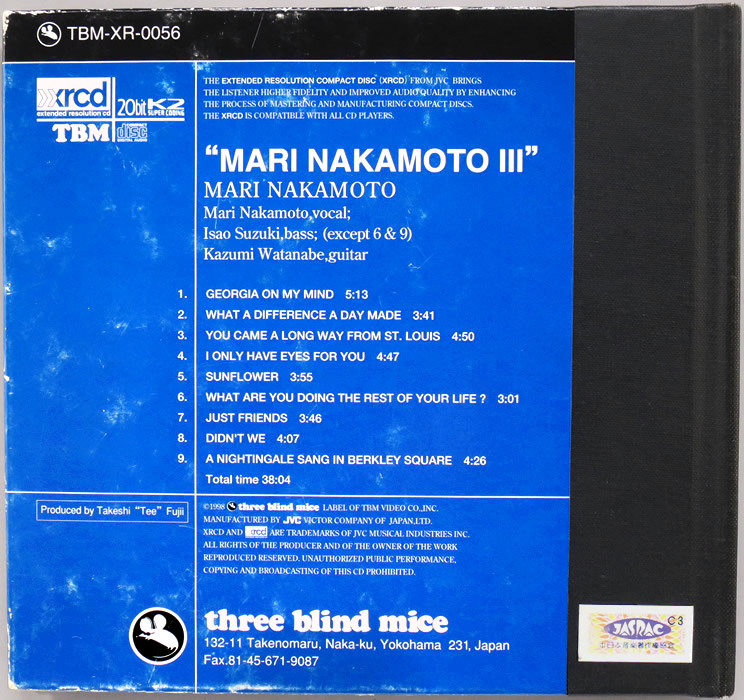 TBM-XR-0056
xrcd
extended resolution cd
20bit K2
SUPER CODING
TBM
COMPACT
disc
DIGITAL AUDIO
THE EXTENDED RESOLUTION COMPACT DISC (XRCD) FROM JVC BRINGS
THE LISTENER HIGHER FIDELITY AND IMPROVED AUDIO QUALITY BY ENHANCING
THE PROCESS OF MASTERING AND MANUFACTURING COMPACT DISCS.
THE XRCD IS COMPATIBLE WITH ALL CD PLAYERS.
“MARI NAKAMOTO III”
MARI NAKAMOTO
Mari Nakamoto,vocal;
Isao Suzuki,bass; (except 6 & 9)
Kazumi Watanabe,guitar
1. GEORGIA ON MY MIND 5:13
2. WHAT A DIFFERENCE A DAY MADE 3:41
3. YOU CAME A LONG WAY FROM ST. LOUIS 4:50
4. I ONLY HAVE EYES FOR YOU 4:47
5. SUNFLOWER 3:55
6. WHAT ARE YOU DOING THE REST OF YOUR LIFE ? 3:01
7. JUST FRIENDS 3:46
8. DIDN'T WE 4:07
9. A NIGHTINGALE SANG IN BERKLEY SQUARE 4:26
Total time 38:04
Produced by Takeshi “Tee” Fujii
©1998 three blind mice LABEL OF TBM VIDEO CO.,INC.
MANUFACTURED BY JVC VICTOR COMPANY OF JAPAN,LTD.
XRCD AND xrcd ARE TRADEMARKS OF JVC MUSICAL INDUSTRIES INC.
ALL RIGHTS OF THE PRODUCER AND OF THE OWNER OF THE WORK
REPRODUCED RESERVED. UNAUTHORIZED PUBLIC PERFORMANCE,
COPYING AND BROADCASTING OF THIS CD PROHIBITED.
three blind mice
132-11 Takenomaru, Naka-ku, Yokohama 231, Japan
Fax.81-45-671-9087
C3
JASRAC